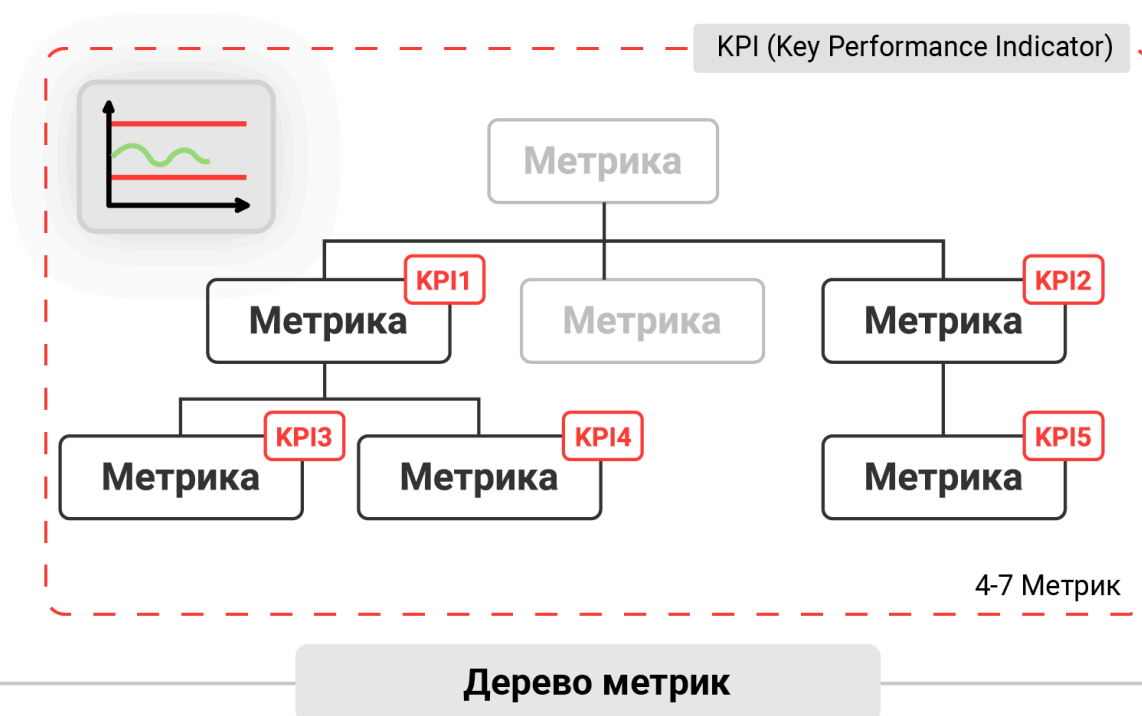 KPI (Key Performance Indicator)
Метрика
KPI1
KPI2
Метрика
Метрика
Метрика
KPI3
KPI4
KPI5
Метрика
Метрика
Метрика
4-7 Метрик
Дерево метрик